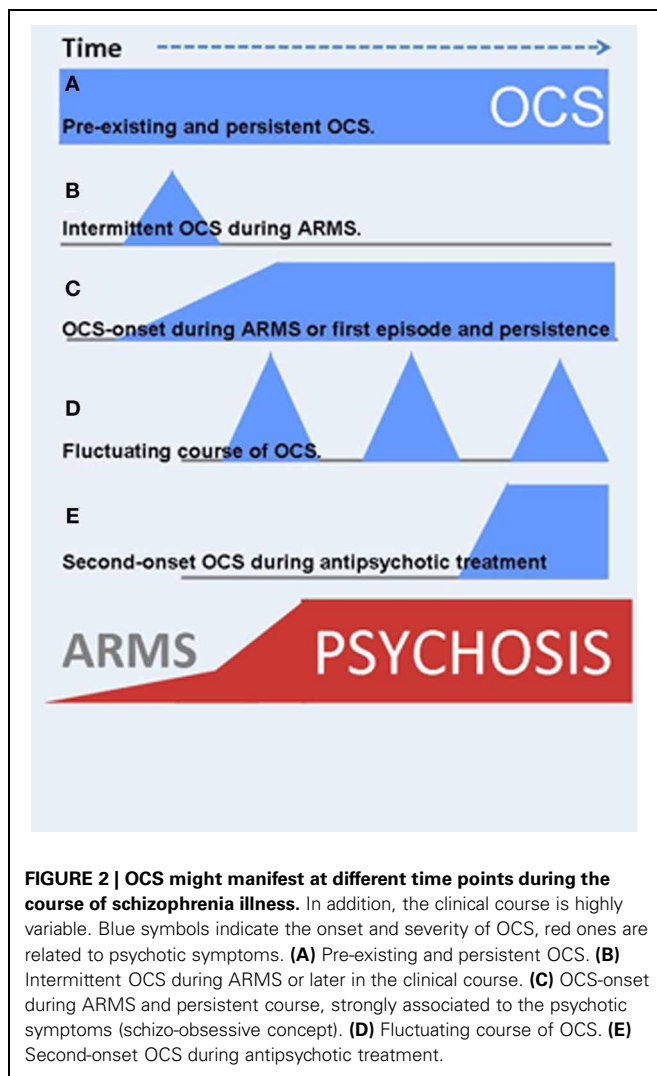 Time
A
OCS
Pre-existing and persistent OCS.
B
Intermittent OCS during ARMS.
C
OCS-onset during ARMS or first episode and persistence
D
Fluctuating course of OCS.
E
Second-onset OCS during antipsychotic treatment
ARMS PSYCHOSIS
FIGURE 2 | OCS might manifest at different time points during the
course of schizophrenia illness. In addition, the clinical course is highly
variable. Blue symbols indicate the onset and severity of OCS, red ones are
related to psychotic symptoms. (A) Pre-existing and persistent OCS. (B)
Intermittent OCS during ARMS or later in the clinical course. (C) OCS-onset
during ARMS and persistent course, strongly associated to the psychotic
symptoms (schizo-obsessive concept). (D) Fluctuating course of OCS. (E)
Second-onset OCS during antipsychotic treatment.